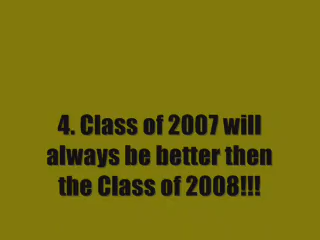 4. Class of 2007 will
always be better then
the Class of 2008!!!